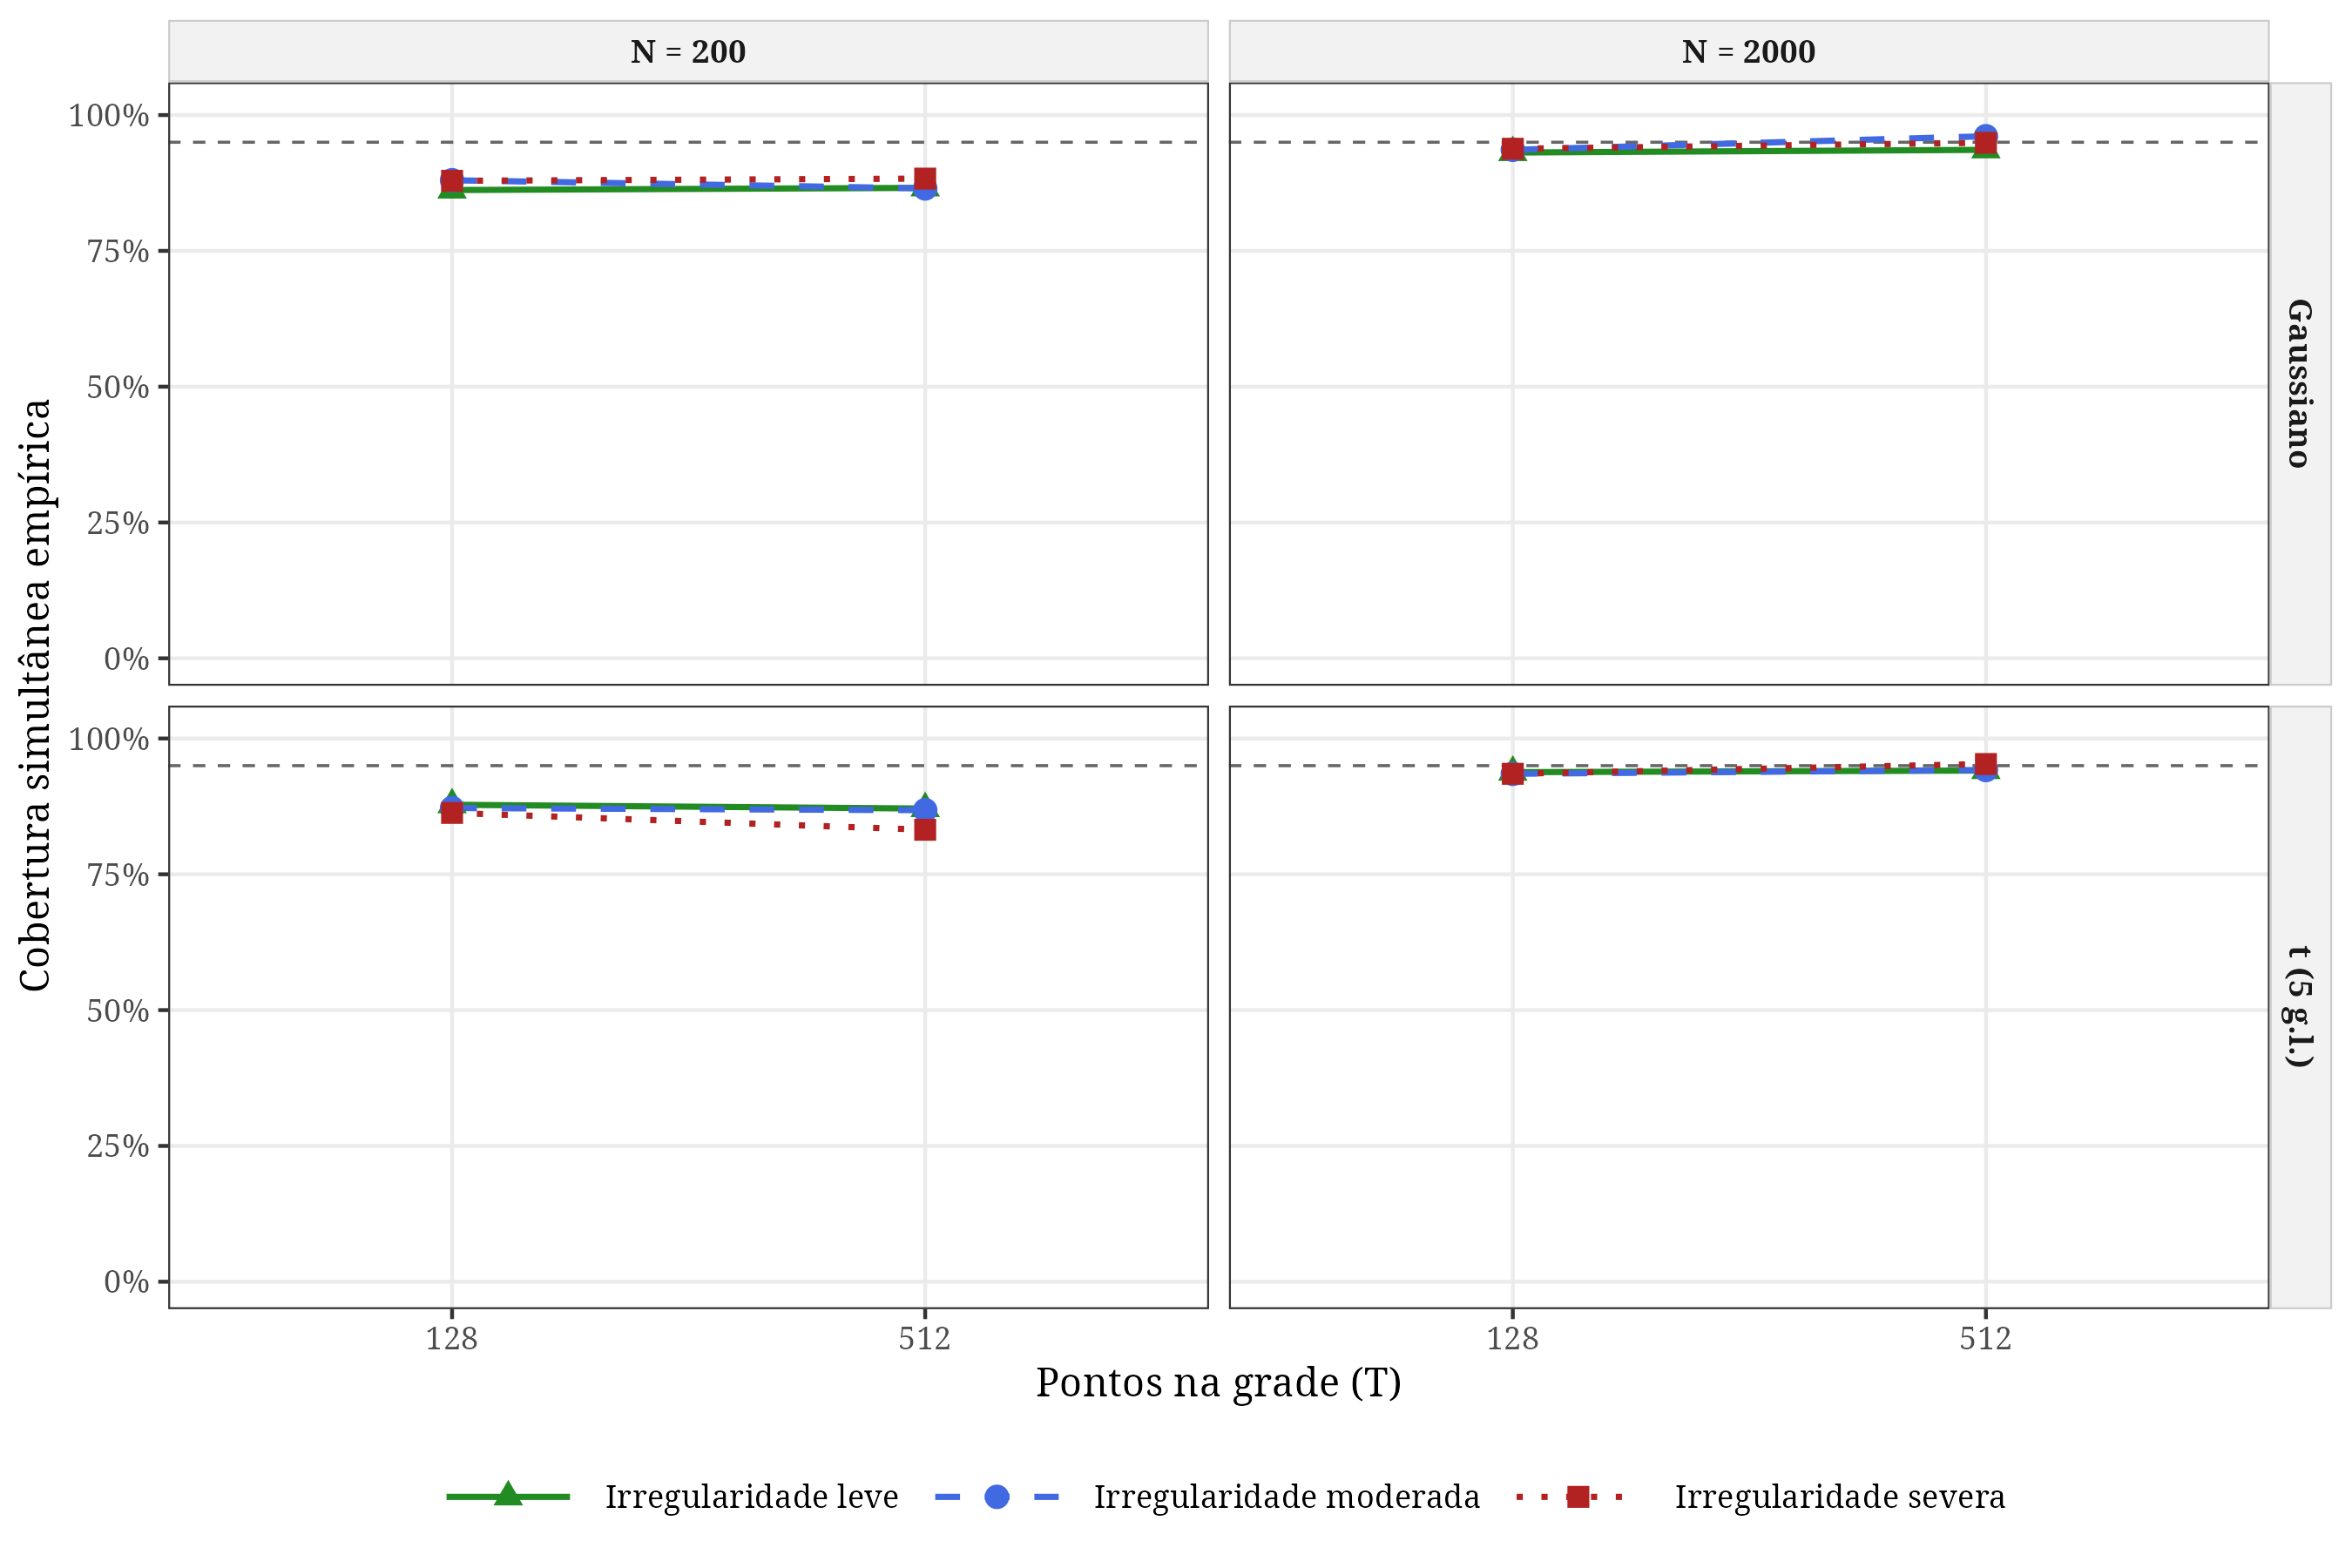 N = 200
N = 2000
Cobertura simultânea empírica
100%
75%
50%
25%
0%
Gaussiano
100%
75%
50%
25%
0%
t (5 g.l.)
128
512
128
512
Pontos na grade (T)
Irregularidade leve
Irregularidade moderada
Irregularidade severa